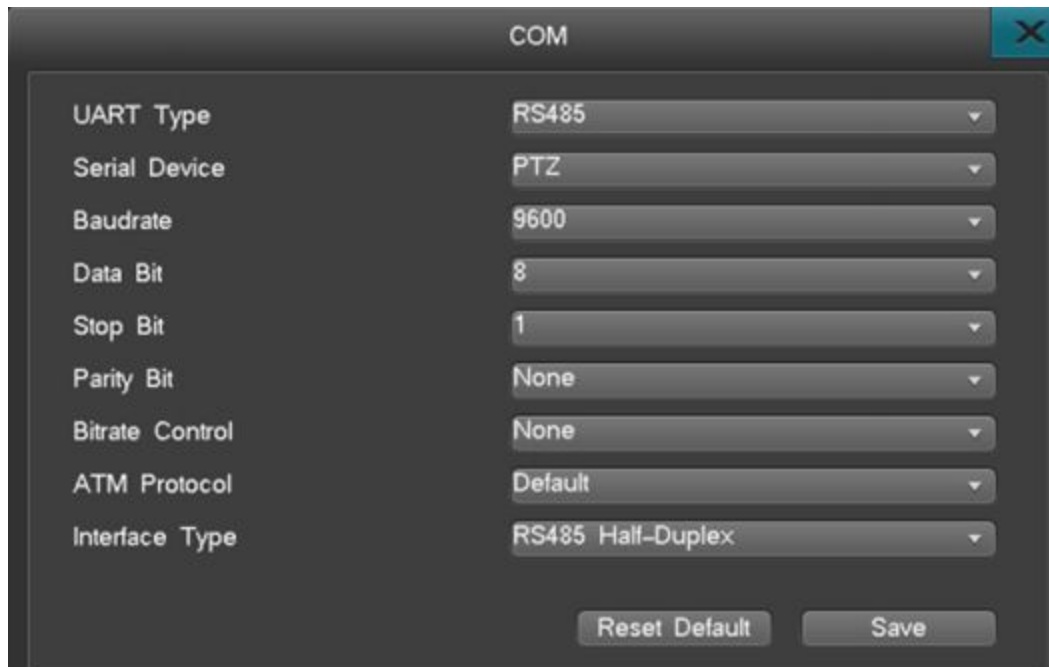 COM
UART Type RS485
Serial Device PTZ
Baudrate 9600
Data Bit 8
Stop Bit 1
Parity Bit None
Bitrate Control None
ATM Protocol Default
Interface Type RS485 Half-Duplex
Reset Default Save